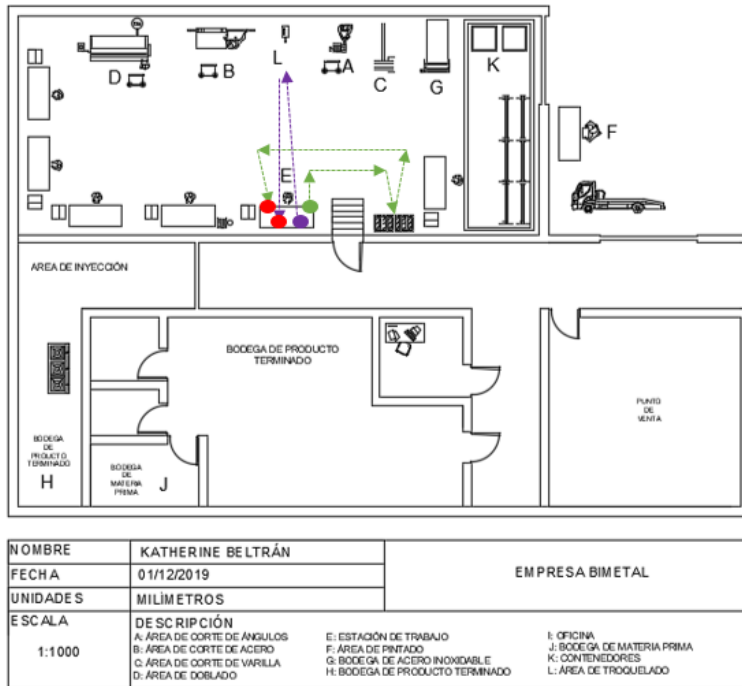 D
B
L
A
C
G
K
F
E
AREA DE INYECCIÓN
BODEGA DE PRODUCTO
TERMINADO
PUNTO
DE
VENTA
BODEGA
DE
PRODUCTO
TERMINADO
H
BODEGA
DE
MATERIA
PRIMA
J
NOMBRE
KATHERINE BELTRÁN
EMPRESA BIMETAL
FECHA
01/12/2019
UNIDADES
MILÍMETROS
ESCALA
1:1000
DESCRIPCIÓN
A: ÁREA DE CORTE DE ÁNGULOS
B: ÁREA DE CORTE DE ACERO
C: ÁREA DE CORTE DE VARILLA
D: ÁREA DE DOBLADO
E: ESTACIÓN DE TRABAJO
F: ÁREA DE PINTADO
G: BODEGA DE ACERO INOXIDABLE
H: BODEGA DE PRODUCTO TERMINADO
I: OFICINA
J: BODEGA DE MATERIA PRIMA
K: CONTENEDORES
L: ÁREA DE TROQUELADO